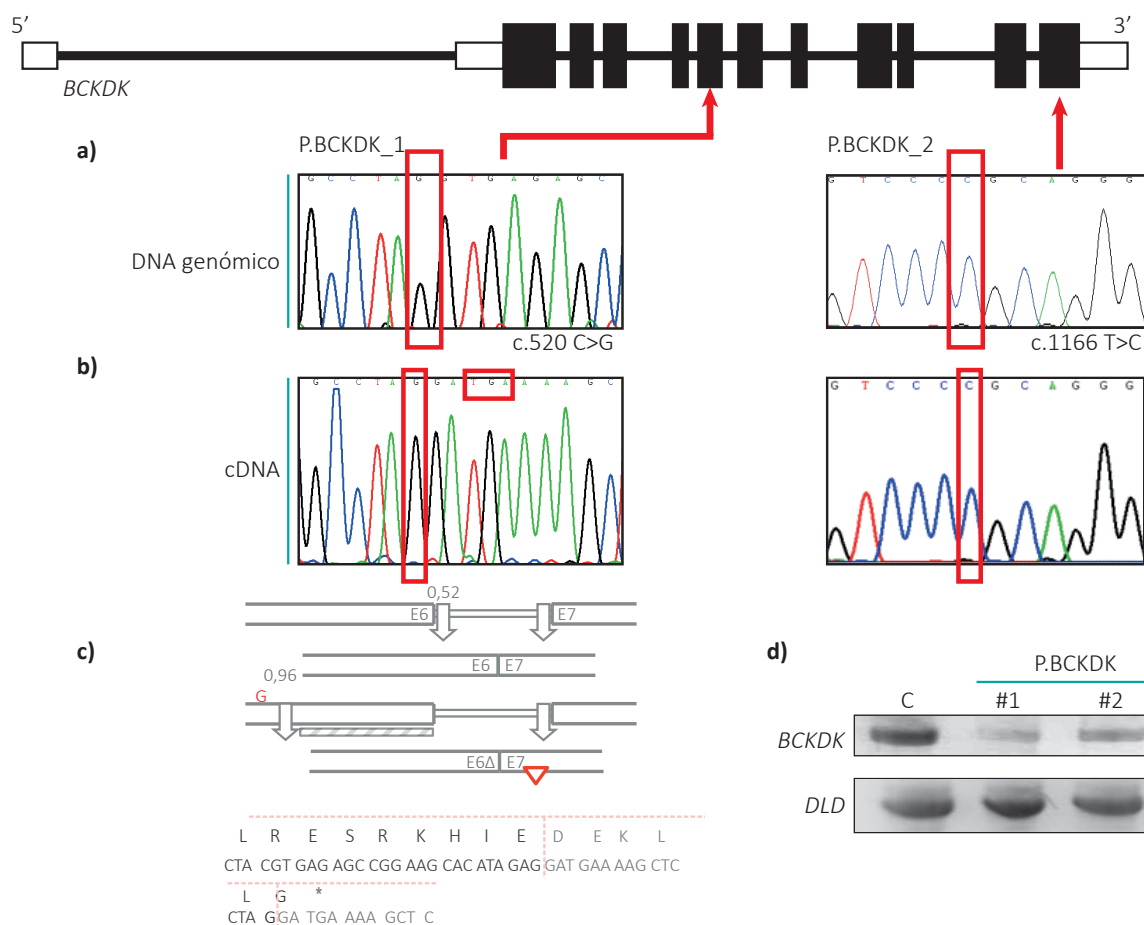 5’ 3’
BCKDK
a) P.BCKDK_1 P.BCKDK_2
G C C T A G G T G A G A G C
G T C C C C G C A G G G
DNA genómico
c.520 C>G c.1166 T>C
b)
G C C T A G G A T G A A A A G C
G T C C C C G C A G G G
cDNA
0,52
E6 E7
c) d)
E6 E7
P.BCKDK
0,96
C #1 #2
G
BCKDK
E6Δ E7
DLD
L R E S R K H I E D E K L
CTA CGT GAG AGC CGG AAG CAC ATA GAG GAT GAA AAG CTC
L G *
CTA GGA TGA AAA GCT C